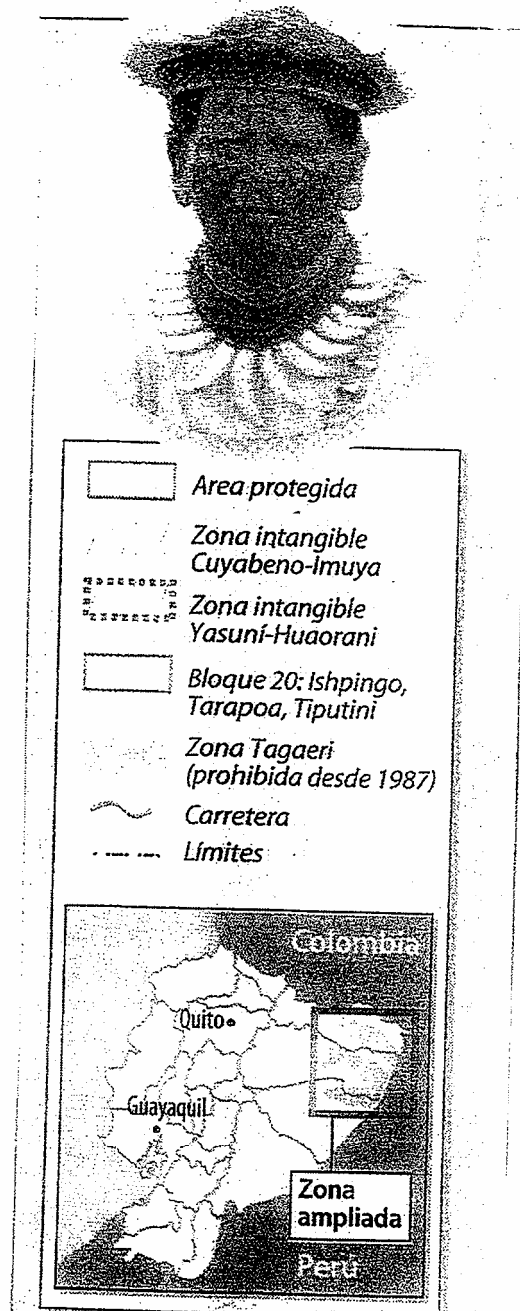 Area protegida
Zona intangible
Cuyabeno-Imuya
Zona intangible
Yasuní-Huaorani
Bloque 20: Ishpingo,
Tarapoa, Tiputini
Zona Tagaeri
(prohibida desde 1987)
Carretera
Límites
Colombia
Quito
Guayaquil
Zona
ampliada
Perú